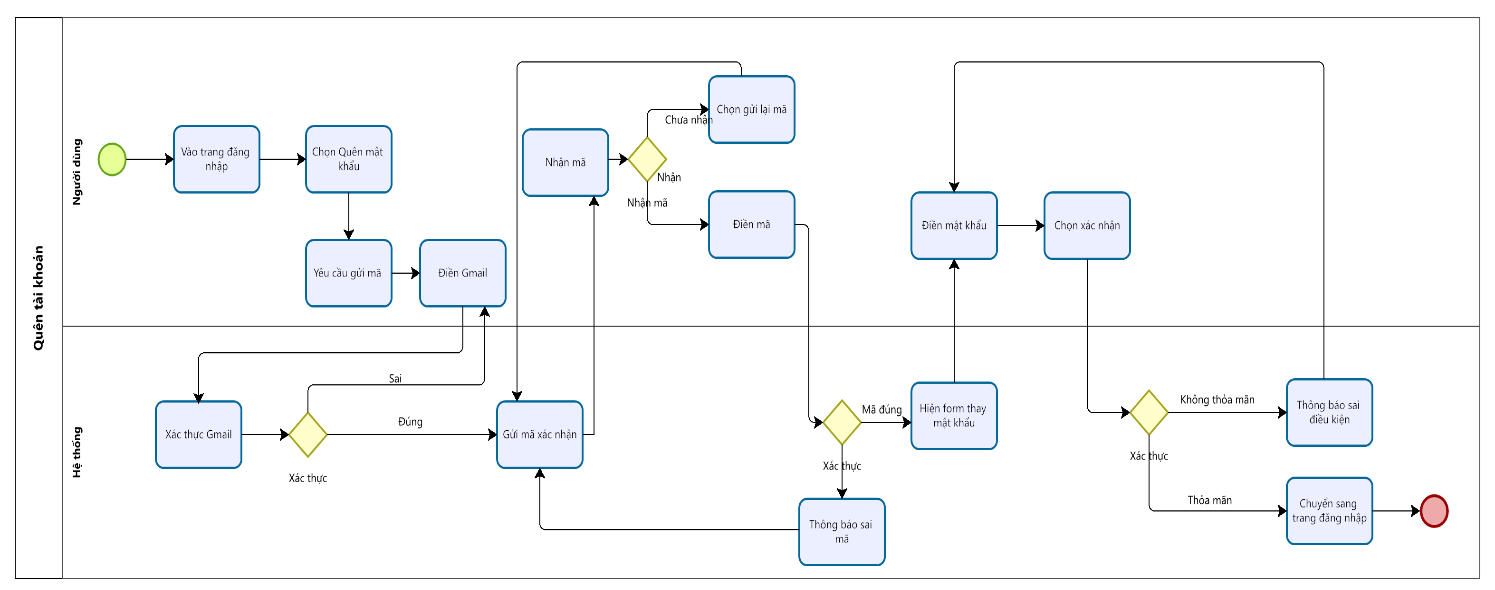 Quên tài khoản
Người dùng
Vào trang đăng
nhập
Chọn Quên mật
khẩu
Yêu cầu gửi mã
Điền Gmail
Nhận mã
Chưa nhận
Chọn gửi lại mã
Nhận
Nhận mã
Điền mã
Điền mật khẩu
Chọn xác nhận
Hệ thống
Xác thực Gmail
Sai
Đúng
Xác thực
Gửi mã xác nhận
Mã đúng
Xác thực
Hiện form thay
mật khẩu
Thông báo sai
mã
Không thỏa mãn
Xác thực
Thỏa mãn
Thông báo sai
điều kiện
Chuyển sang
trang đăng nhập